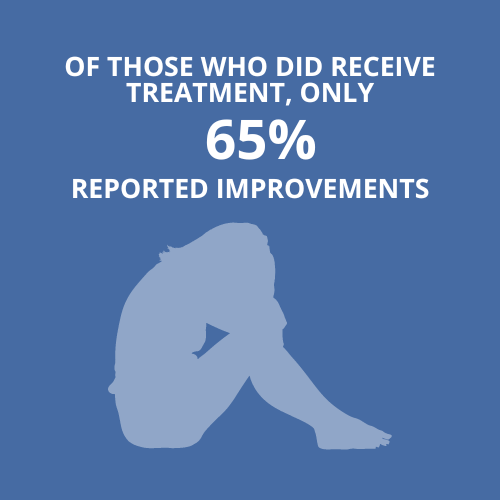 OF THOSE WHO DID RECEIVE
TREATMENT, ONLY
65%
REPORTED IMPROVEMENTS